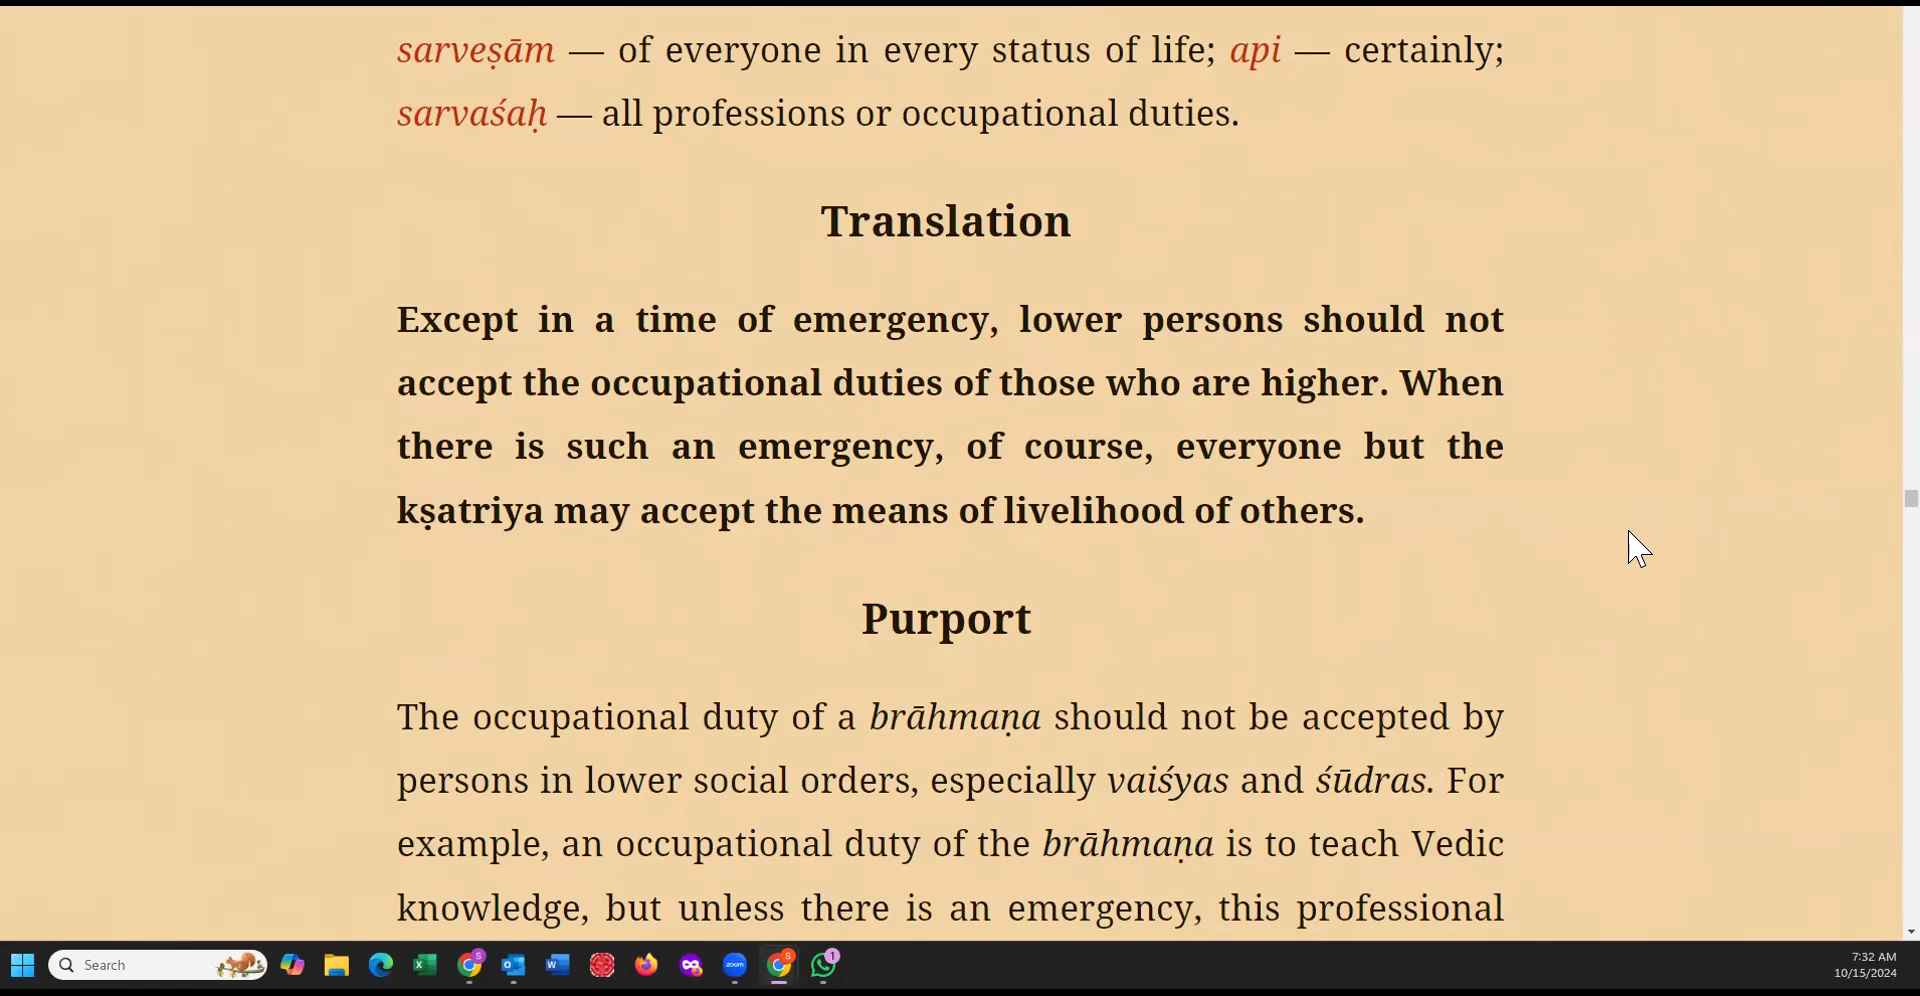 sarveṣām — of everyone in every status of life; api — certainly;
sarvaśaḥ — all professions or occupational duties.
Translation
Except in a time of emergency, lower persons should not
accept the occupational duties of those who are higher. When
there is such an emergency, of course, everyone but the
kṣatriya may accept the means of livelihood of others.
Purport
The occupational duty of a brāhmaṇa should not be accepted by
persons in lower social orders, especially vaiśyas and śūdras. For
example, an occupational duty of the brāhmaṇa is to teach Vedic
knowledge, but unless there is an emergency, this professional
Search
S
zoom
S
1
7:32 AM
10/15/2024